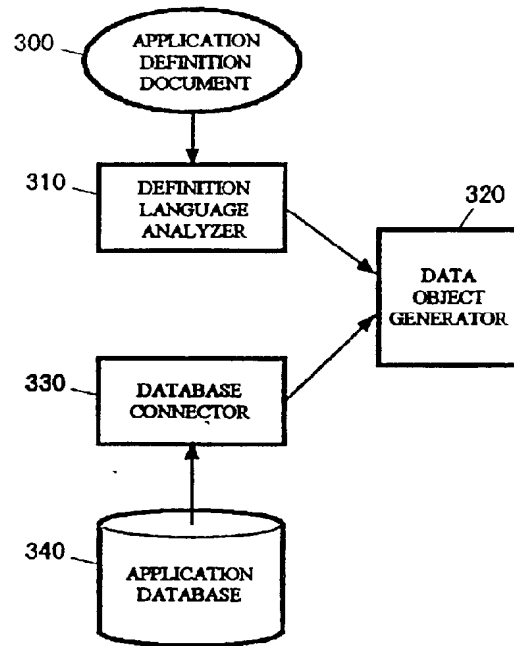 300
APPLICATION
DEFINITION
DOCUMENT
310
DEFINITION
LANGUAGE
ANALYZER
320
DATA
OBJECT
GENERATOR
330
DATABASE
CONNECTOR
340
APPLICATION
DATABASE